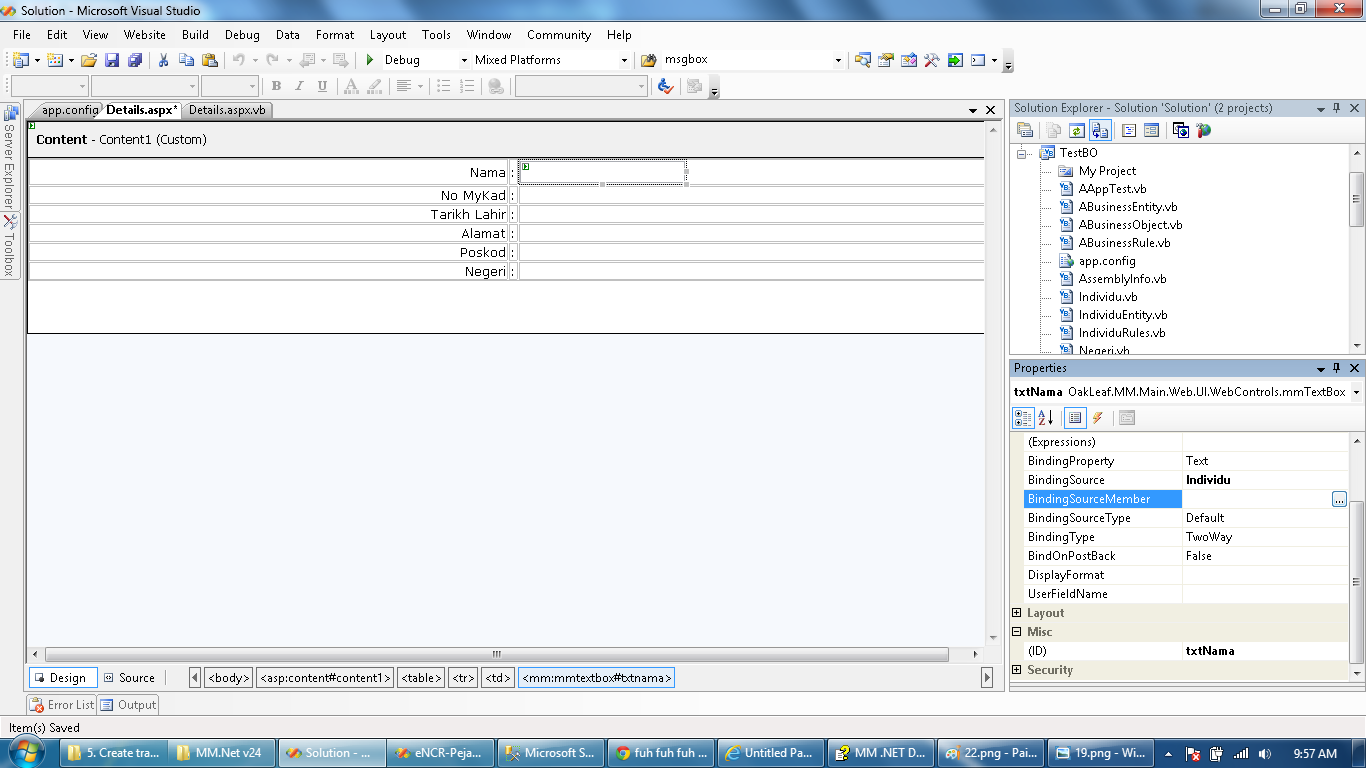 Solution - Microsoft Visual Studio
File Edit View Website Build Debug Data Format Layout Tools Window Community Help
Debug Mixed Platforms msgbox
B I U A
app.config Details.aspx* Details.aspx.vb
Server Explorer
Toolbox
Content - Content1 (Custom)
Nama :
No MyKad :
Tarikh Lahir :
Alamat :
Poskod :
Negeri :
Design Source <body> <asp:content#content1> <table> <tr> <td> <mm:mmtextbox#txtnama>
Error List Output
Item(s) Saved
Solution Explorer - Solution 'Solution' (2 projects)
TestBO
My Project
AAppTest.vb
ABusinessEntity.vb
ABusinessObject.vb
ABusinessRule.vb
app.config
AssemblyInfo.vb
Individu.vb
IndividuEntity.vb
IndividuRules.vb
Negeri.vb
Properties
txtNama OakLeaf.MM.Main.Web.UI.WebControls.mmTextBox
(Expressions)
BindingProperty Text
BindingSource Individu
BindingSourceMember ...
BindingSourceType Default
BindingType TwoWay
BindOnPostBack False
DisplayFormat
UserFieldName
Layout
Misc
(ID) txtNama
Security
5. Create tra... MM.Net v24 Solution - ... eNCR-Peja... Microsoft S... fuh fuh fuh ... Untitled Pa... MM .NET D... 22.png - Pai... 19.png - Wi... 9:57 AM